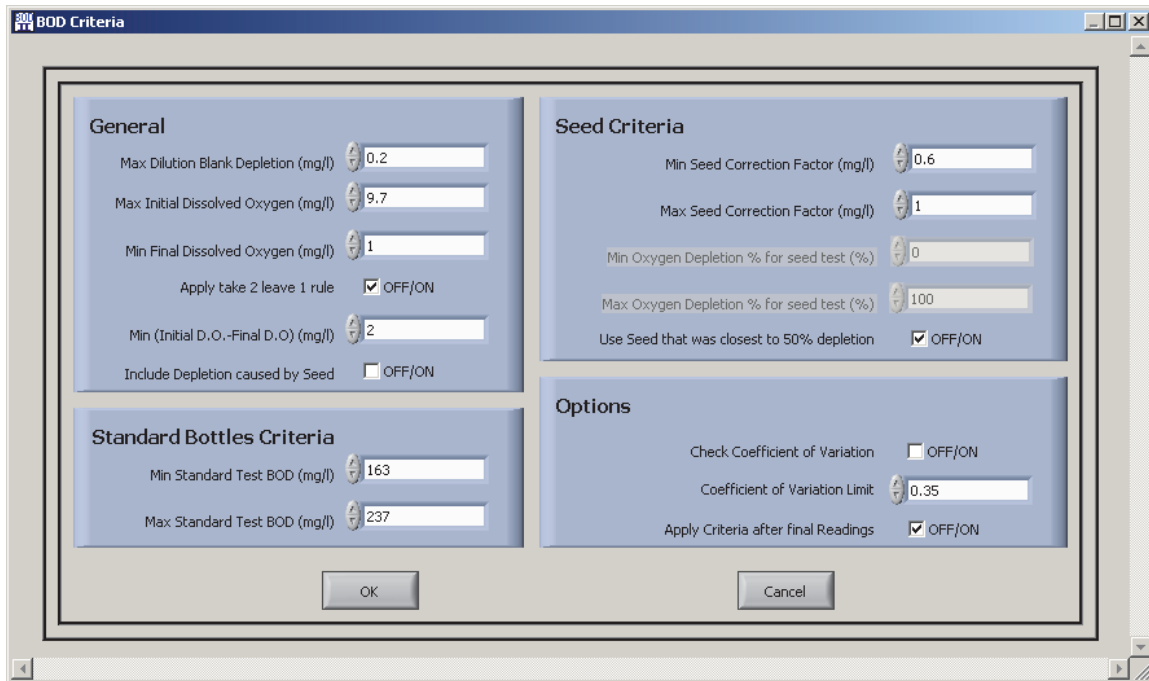 BOD Criteria
General
Max Dilution Blank Depletion (mg/l) 0.2
Max Initial Dissolved Oxygen (mg/l) 9.7
Min Final Dissolved Oxygen (mg/l) 1
Apply take 2 leave 1 rule OFF/ON
Min (Initial D.O.-Final D.O) (mg/l) 2
Include Depletion caused by Seed OFF/ON
Standard Bottles Criteria
Min Standard Test BOD (mg/l) 163
Max Standard Test BOD (mg/l) 237
Seed Criteria
Min Seed Correction Factor (mg/l) 0.6
Max Seed Correction Factor (mg/l) 1
Min Oxygen Depletion % for seed test (%) 0
Max Oxygen Depletion % for seed test (%) 100
Use Seed that was closest to 50% depletion OFF/ON
Options
Check Coefficient of Variation OFF/ON
Coefficient of Variation Limit 0.35
Apply Criteria after final Readings OFF/ON
OK
Cancel